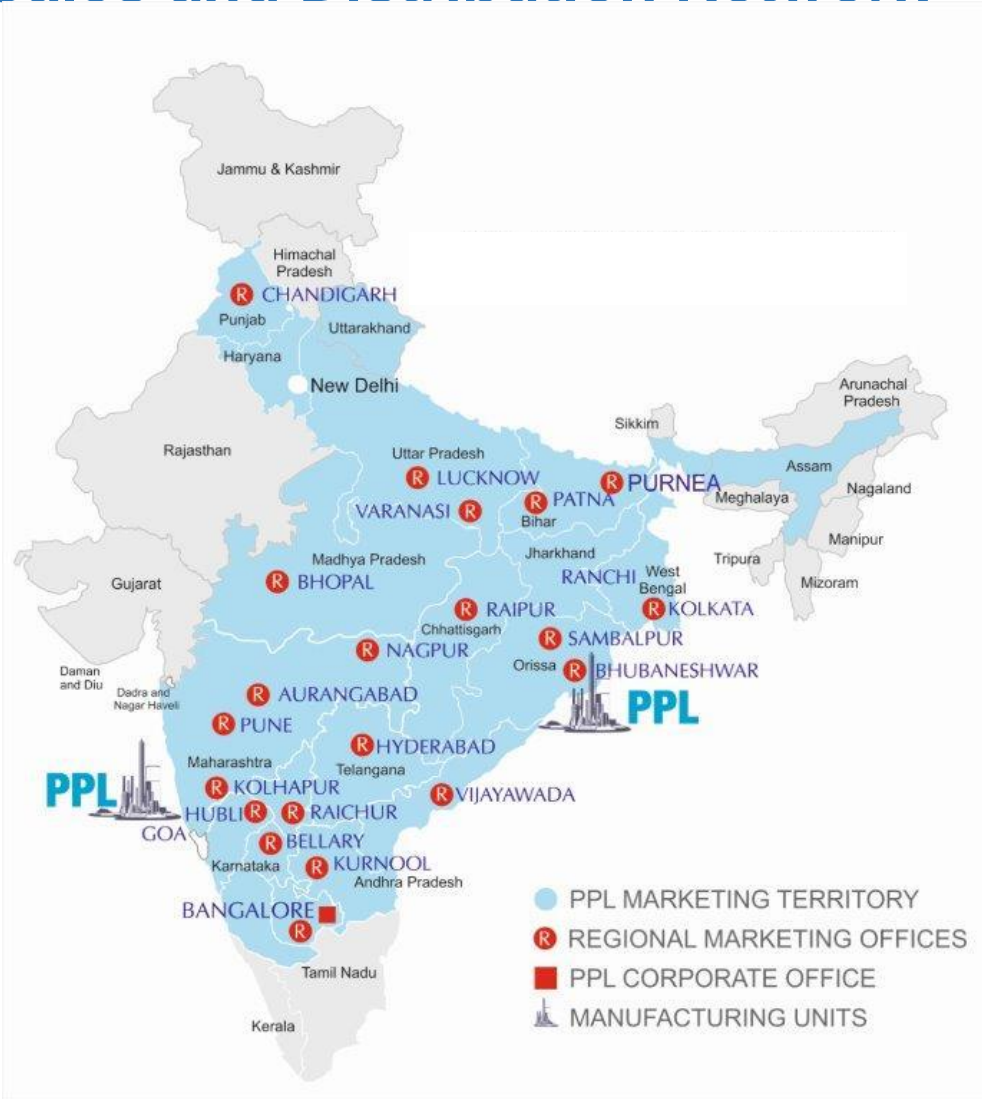 Jammu & Kashmir
Himachal
Pradesh
R CHANDIGARH
Punjab
Uttarakhand
Haryana
New Delhi
Arunachal
Pradesh
Sikkim
Rajasthan
Uttar Pradesh
Assam
R LUCKNOW
R PURNEA
Nagaland
Meghalaya
VARANASI R
R PATNA
Bihar
Manipur
Madhya Pradesh
Jharkhand
Tripura
Gujarat
R BHOPAL
RANCHI
West
Bengal
Mizoram
R RAIPUR
R KOLKATA
Chhattisgarh
R SAMBALPUR
R NAGPUR
Orissa
R BHUBANESHWAR
Daman
and Diu
Dadra and
Nagar Haveli
R AURANGABAD
PPL
R PUNE
R HYDERABAD
Maharashtra
Telangana
PPL
R KOLHAPUR
R VIJAYAWADA
HUBLI R
R RAICHUR
GOA
R BELLARY
Karnataka
R KURNOOL
Andhra Pradesh
BANGALORE
R
Tamil Nadu
Kerala
PPL MARKETING TERRITORY
R REGIONAL MARKETING OFFICES
PPL CORPORATE OFFICE
MANUFACTURING UNITS